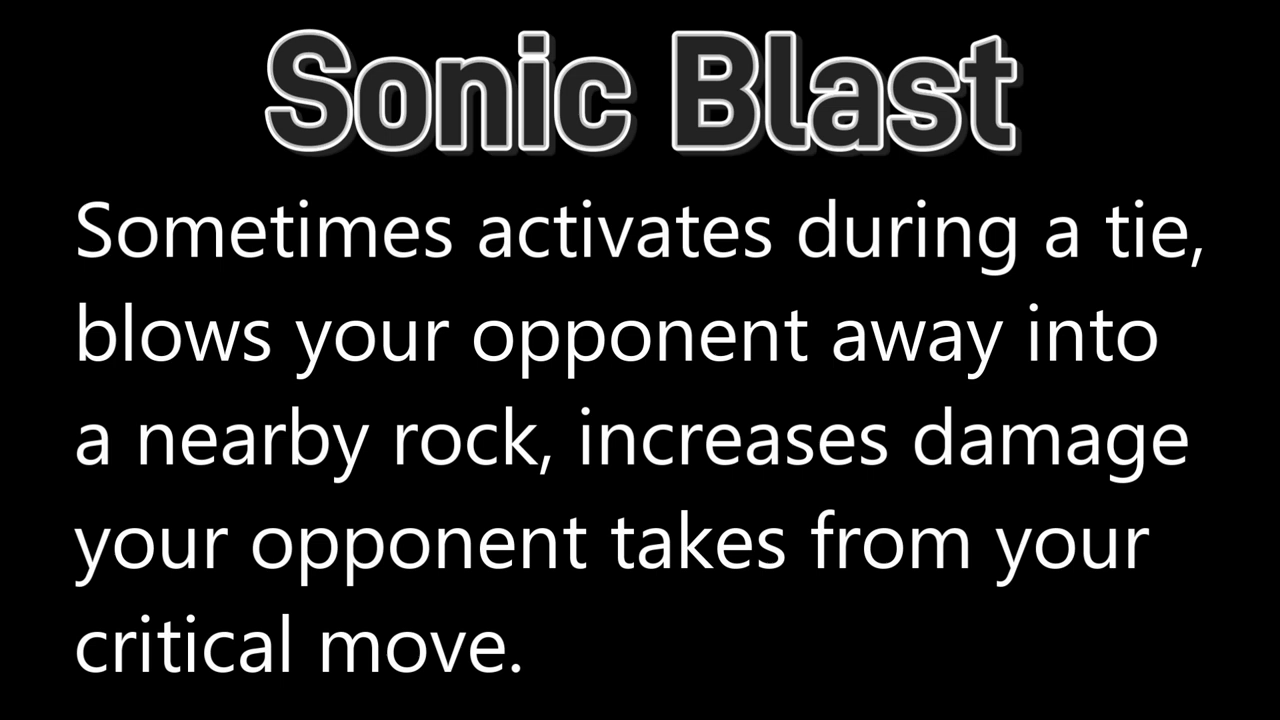 Sonic Blast
Sometimes activates during a tie,
blows your opponent away into
a nearby rock, increases damage
your opponent takes from your
critical move.